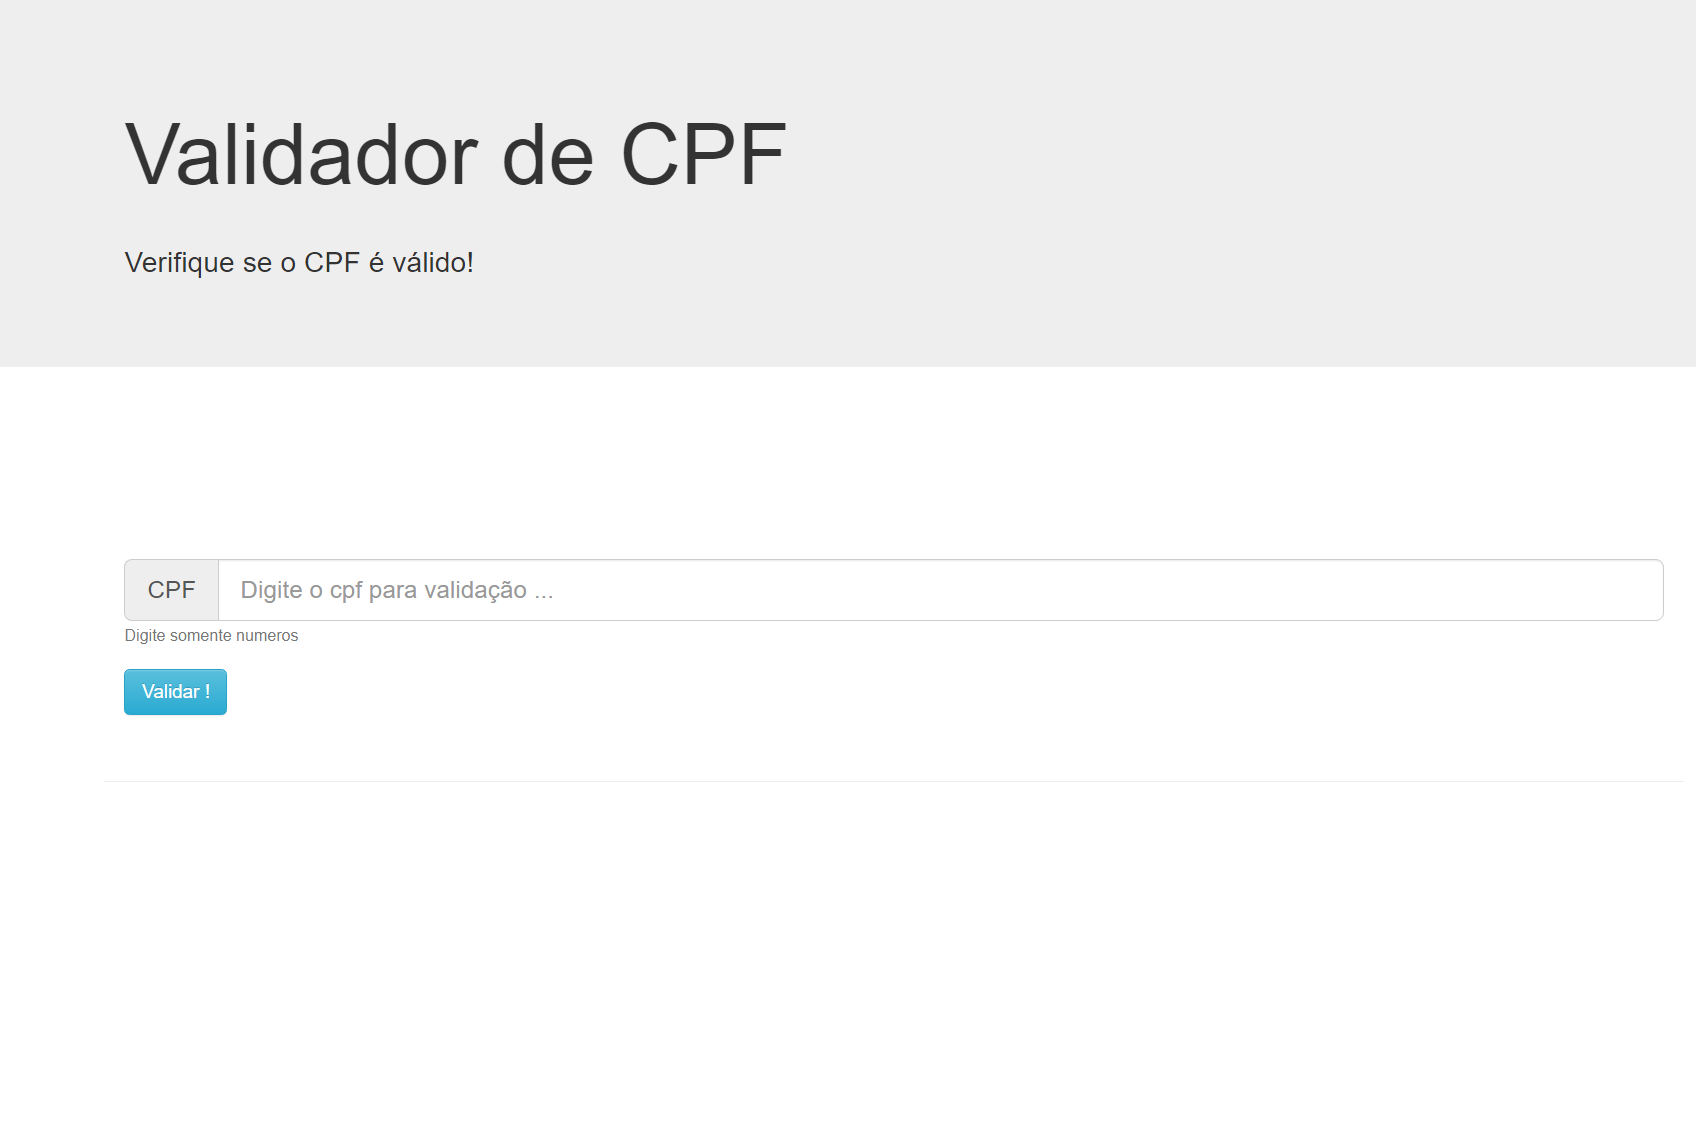 Validador de CPF
Verifique se o CPF é válido!
CPF Digite o cpf para validação ...
Digite somente numeros
Validar !